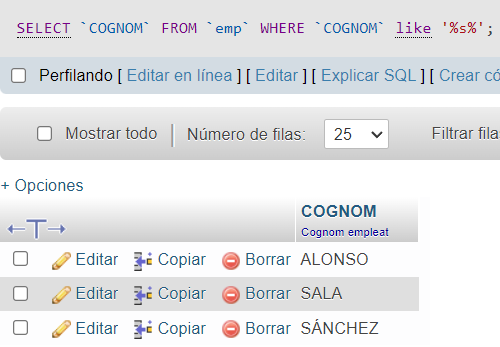 SELECT `COGNOM` FROM `emp` WHERE `COGNOM` like '%s%';
Perfilando [ Editar en línea ] [ Editar ] [ Explicar SQL ] [ Crear có
Mostrar todo | Número de filas: 25 Filtrar fila
+ Opciones
←T→ COGNOM
Cognom empleat
Editar Copiar Borrar ALONSO
Editar Copiar Borrar SALA
Editar Copiar Borrar SÁNCHEZ